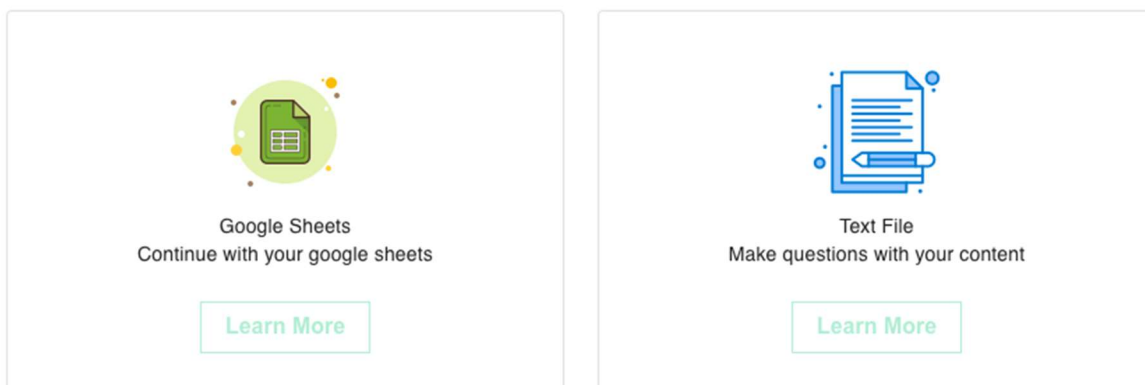 Google Sheets
Continue with your google sheets
Learn More
Text File
Make questions with your content
Learn More